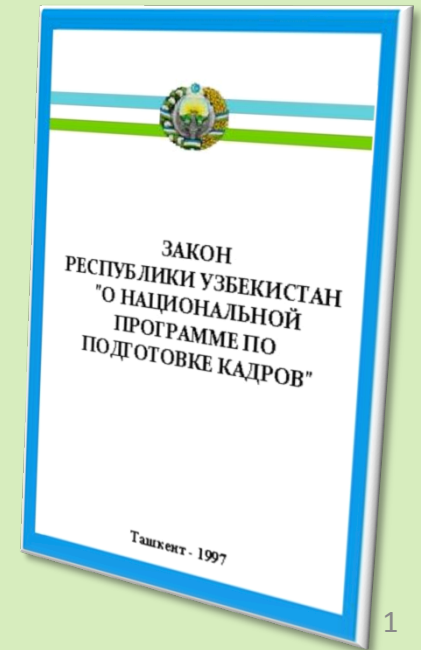 ЗАКОН
РЕСПУБЛИКИ УЗБЕКИСТАН
"О НАЦИОНАЛЬНОЙ
ПРОГРАММЕ ПО
ПОДГОТОВКЕ КАДРОВ"
Ташкент - 1997
1